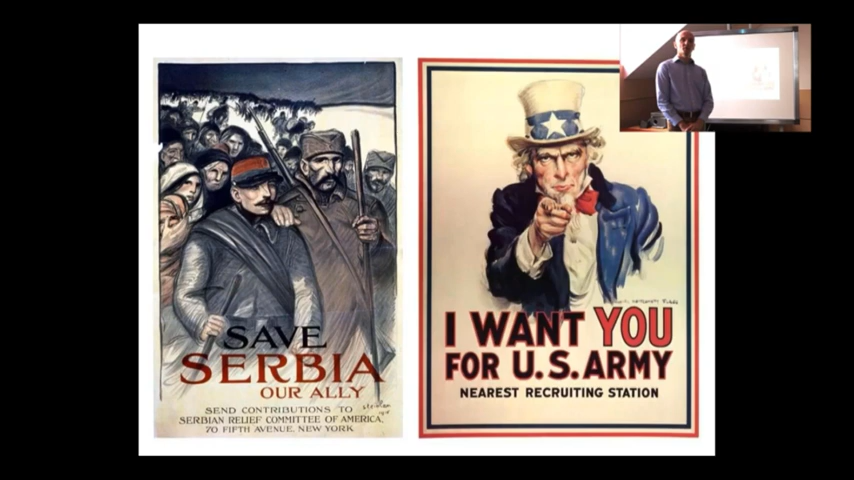 SAVE
SERBIA
OUR ALLY
SEND CONTRIBUTIONS TO
SERBIAN RELIEF COMMITTEE OF AMERICA.
70 FIFTH AVENUE, NEW YORK
I WANT YOU
FOR U.S. ARMY
NEAREST RECRUITING STATION